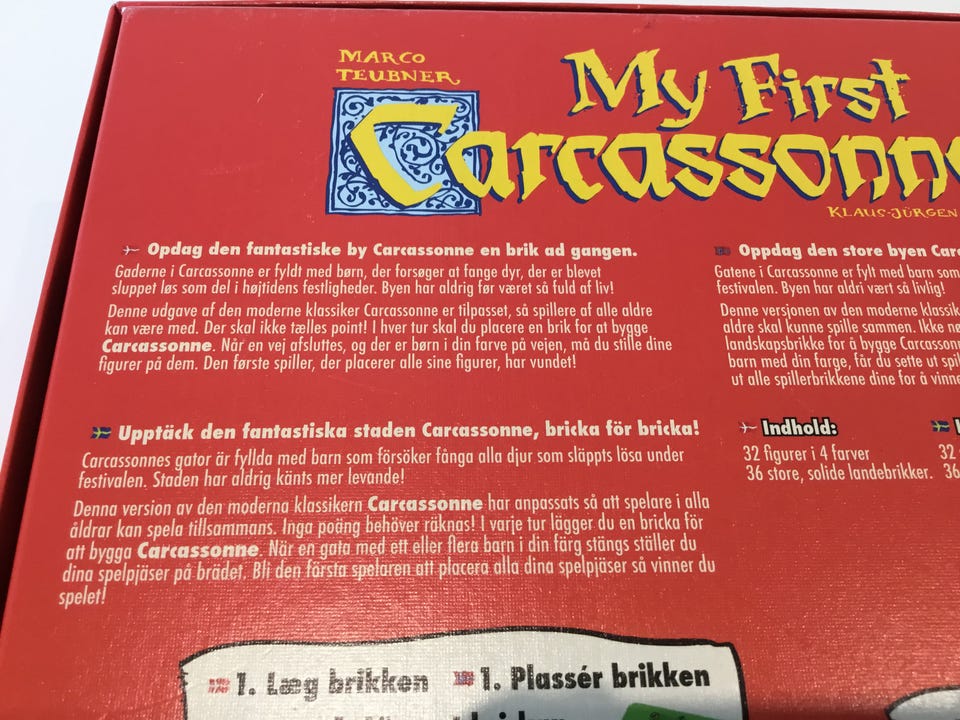 MARCO
TEUBNER
My First
Carcassonne
KLAUS-JÜRGEN
Opdag den fantastiske by Carcassonne en brik ad gangen.
Gaderne i Carcassonne er fyldt med børn, der forsøger at fange dyr, der er blevet
sluppet løs som del i højtidens festligheder. Byen har aldrig før været så fuld af liv!
Denne udgave af den moderne klassiker Carcassonne er tilpasset, så spillere af alle aldre
kan være med. Der skal ikke tælles point! I hver tur skal du placere en brik for at bygge
Carcassonne. Når en vej afsluttes, og der er børn i din farve på vejen, må du stille dine
figurer på dem. Den første spiller, der placerer alle sine figurer, har vundet!
Upptäck den fantastiska staden Carcassonne, bricka för bricka!
Carcassonnes gator är fyllda med barn som försöker fånga alla djur som släppts lösa under
festivalen. Staden har aldrig känts mer levande!
Denna version av den moderna klassikern Carcassonne har anpassats så att spelare i alla
åldrar kan spela tillsammans. Inga poäng behöver räknas! I varje tur lägger du en bricka för
att bygga Carcassonne. När en gata med ett eller flera barn i din färg stängs ställer du
dina spelpjäser på brädet. Bli den första spelaren att placera alla dina spelpjäser så vinner du
spelet!
Oppdag den store byen
Gatene i Carcassonne er fylt med barn som
festivalen. Byen har aldri vært så livlig!
Denne versjonen av den moderne
aldre skal kunne spille sammen. Ikke
landskapsbrikke for å bygge
barn med din farge, får du sette ut
ut alle spillerbrikkene dine for å
Indhold:
32 figurer i 4 farver
36 store, solide landebrikker.
32
36
1. Læg brikken
1. Plassér brikken